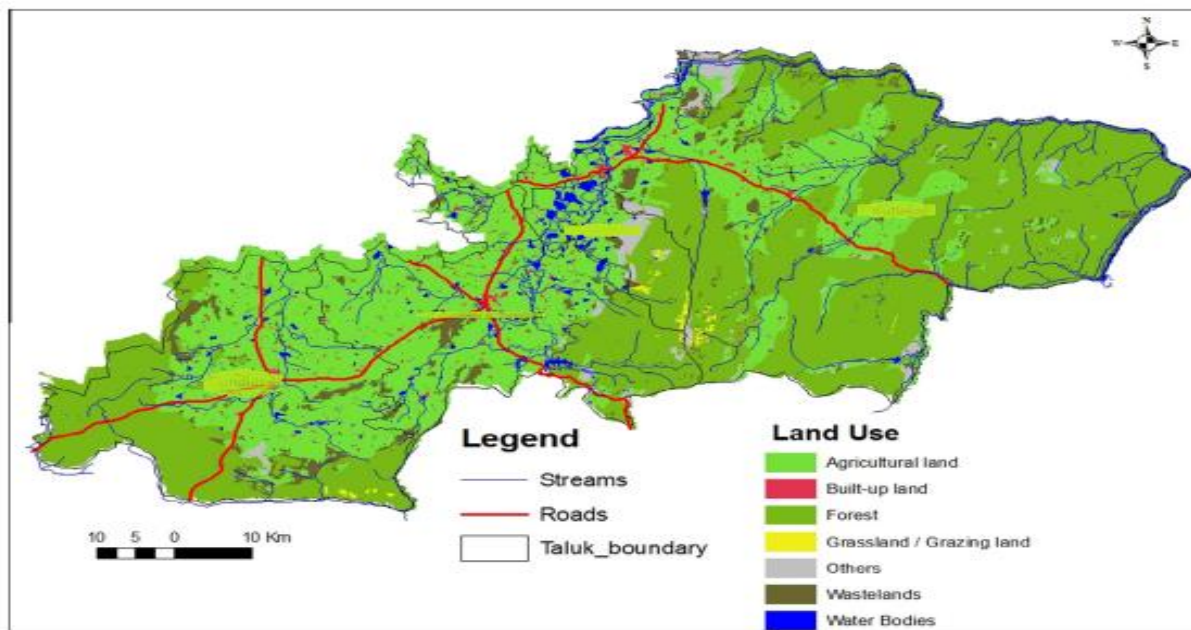 N
W E
S
Legend
Streams
Roads
Taluk_boundary
10 5 0 10 Km
Land Use
Agricultural land
Built-up land
Forest
Grassland / Grazing land
Others
Wastelands
Water Bodies